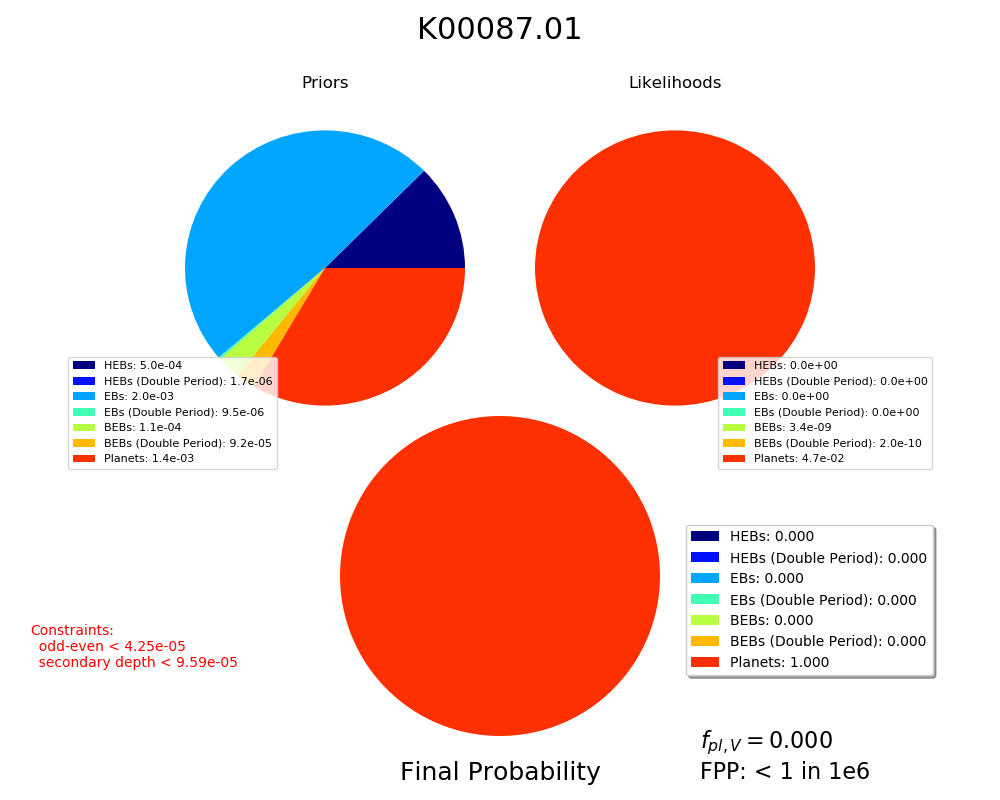 K00087.01
Priors
Likelihoods
HEBs: 5.0e-04
HEBs (Double Period): 1.7e-06
EBs: 2.0e-03
EBs (Double Period): 9.5e-06
BEBs: 1.1e-04
BEBs (Double Period): 9.2e-05
Planets: 1.4e-03
HEBs: 0.0e+00
HEBs (Double Period): 0.0e+00
EBs: 0.0e+00
EBs (Double Period): 0.0e+00
BEBs: 3.4e-09
BEBs (Double Period): 2.0e-10
Planets: 4.7e-02
HEBs: 0.000
HEBs (Double Period): 0.000
EBs: 0.000
EBs (Double Period): 0.000
BEBs: 0.000
BEBs (Double Period): 0.000
Planets: 1.000
Constraints:
odd-even < 4.25e-05
secondary depth < 9.59e-05
f_{pl,V} = 0.000
FPP: < 1 in 1e6
Final Probability